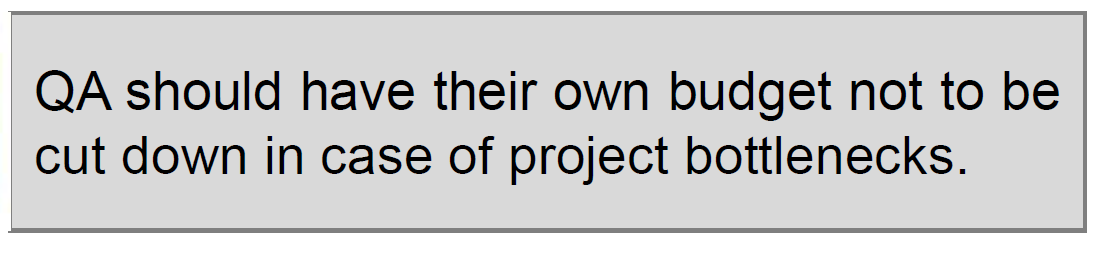 QA should have their own budget not to be
cut down in case of project bottlenecks.